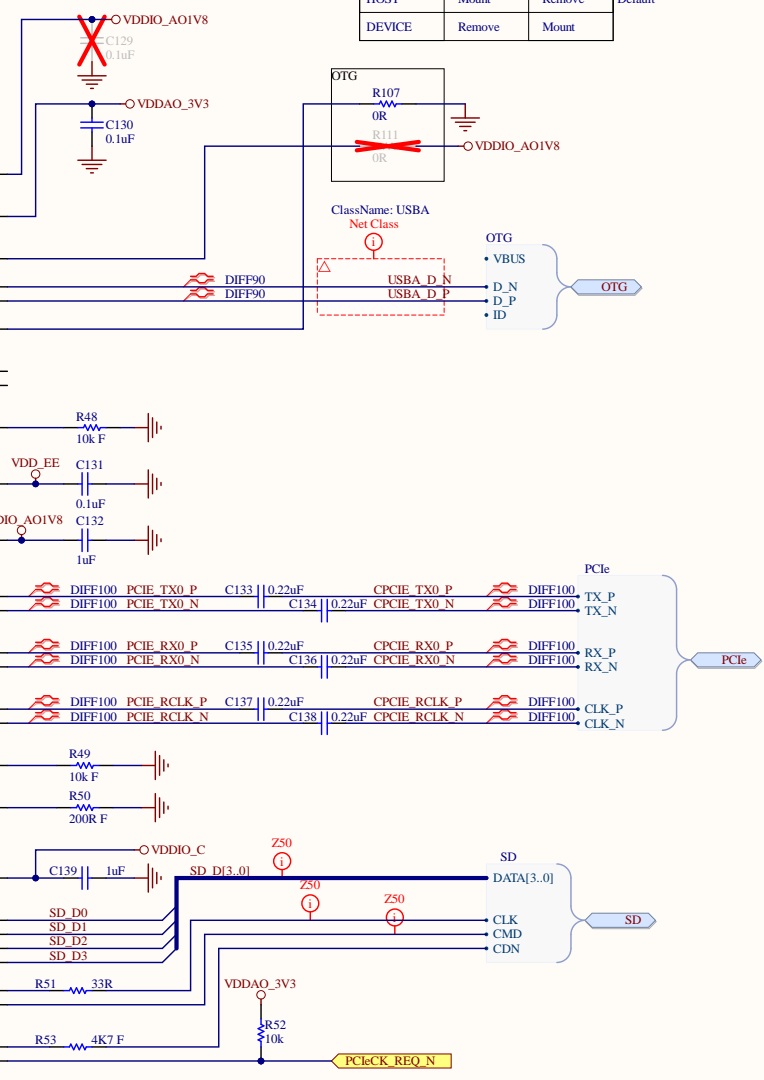 HOST Mount Remove Default
DEVICE Remove Mount
VDDIO_AO1V8
C129
0.1uF
OTG
R107
0R
VDDAO_3V3
C130
0.1uF
R111
0R
VDDIO_AO1V8
ClassName: USBA
Net Class
i
OTG
VBUS
DIFF90 USBA_D_N D_N OTG
DIFF90 USBA_D_P D_P
ID
R48
10k F
VDD_EE C131
0.1uF
DIO_AO1V8 C132
1uF
PCIe
DIFF100 PCIE_TX0_P C133 0.22uF CPCIE_TX0_P DIFF100 TX_P
DIFF100 PCIE_TX0_N C134 0.22uF CPCIE_TX0_N DIFF100 TX_N
DIFF100 PCIE_RX0_P C135 0.22uF CPCIE_RX0_P DIFF100 RX_P
DIFF100 PCIE_RX0_N C136 0.22uF CPCIE_RX0_N DIFF100 RX_N PCIe
DIFF100 PCIE_RCLK_P C137 0.22uF CPCIE_RCLK_P DIFF100 CLK_P
DIFF100 PCIE_RCLK_N C138 0.22uF CPCIE_RCLK_N DIFF100 CLK_N
R49
10k F
R50
200R F
VDDIO_C Z50 SD
i
C139 1uF SD_D[3..0] DATA[3..0]
Z50 Z50
i i
SD_D0 CLK SD
SD_D1 CMD
SD_D2 CDN
SD_D3
R51 33R VDDAO_3V3
R52
R53 4K7 F 10k
PCIeCK_REQ_N